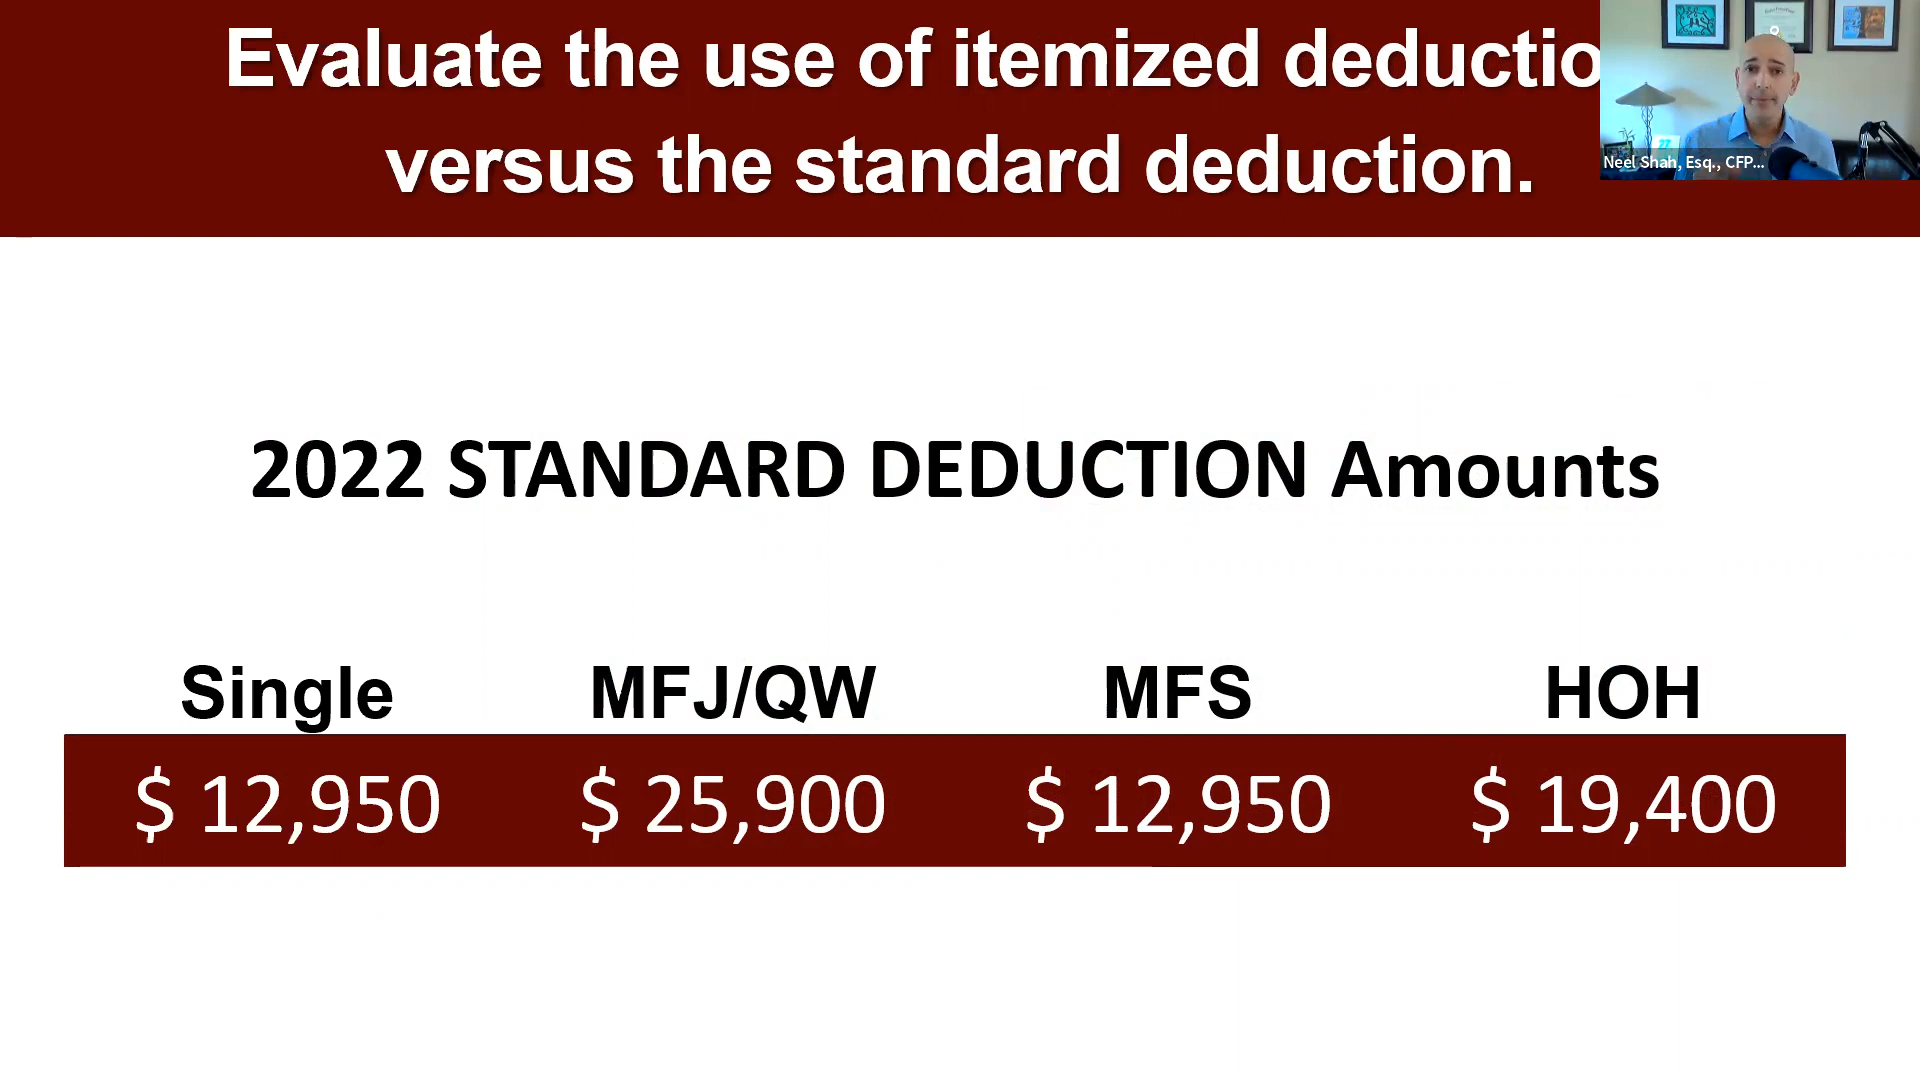 Evaluate the use of itemized deductio
versus the standard deduction.
27
Neel Shah, Esq., CFP...
2022 STANDARD DEDUCTION Amounts
Single MFJ/QW MFS HOH
$ 12,950 $ 25,900 $ 12,950 $ 19,400